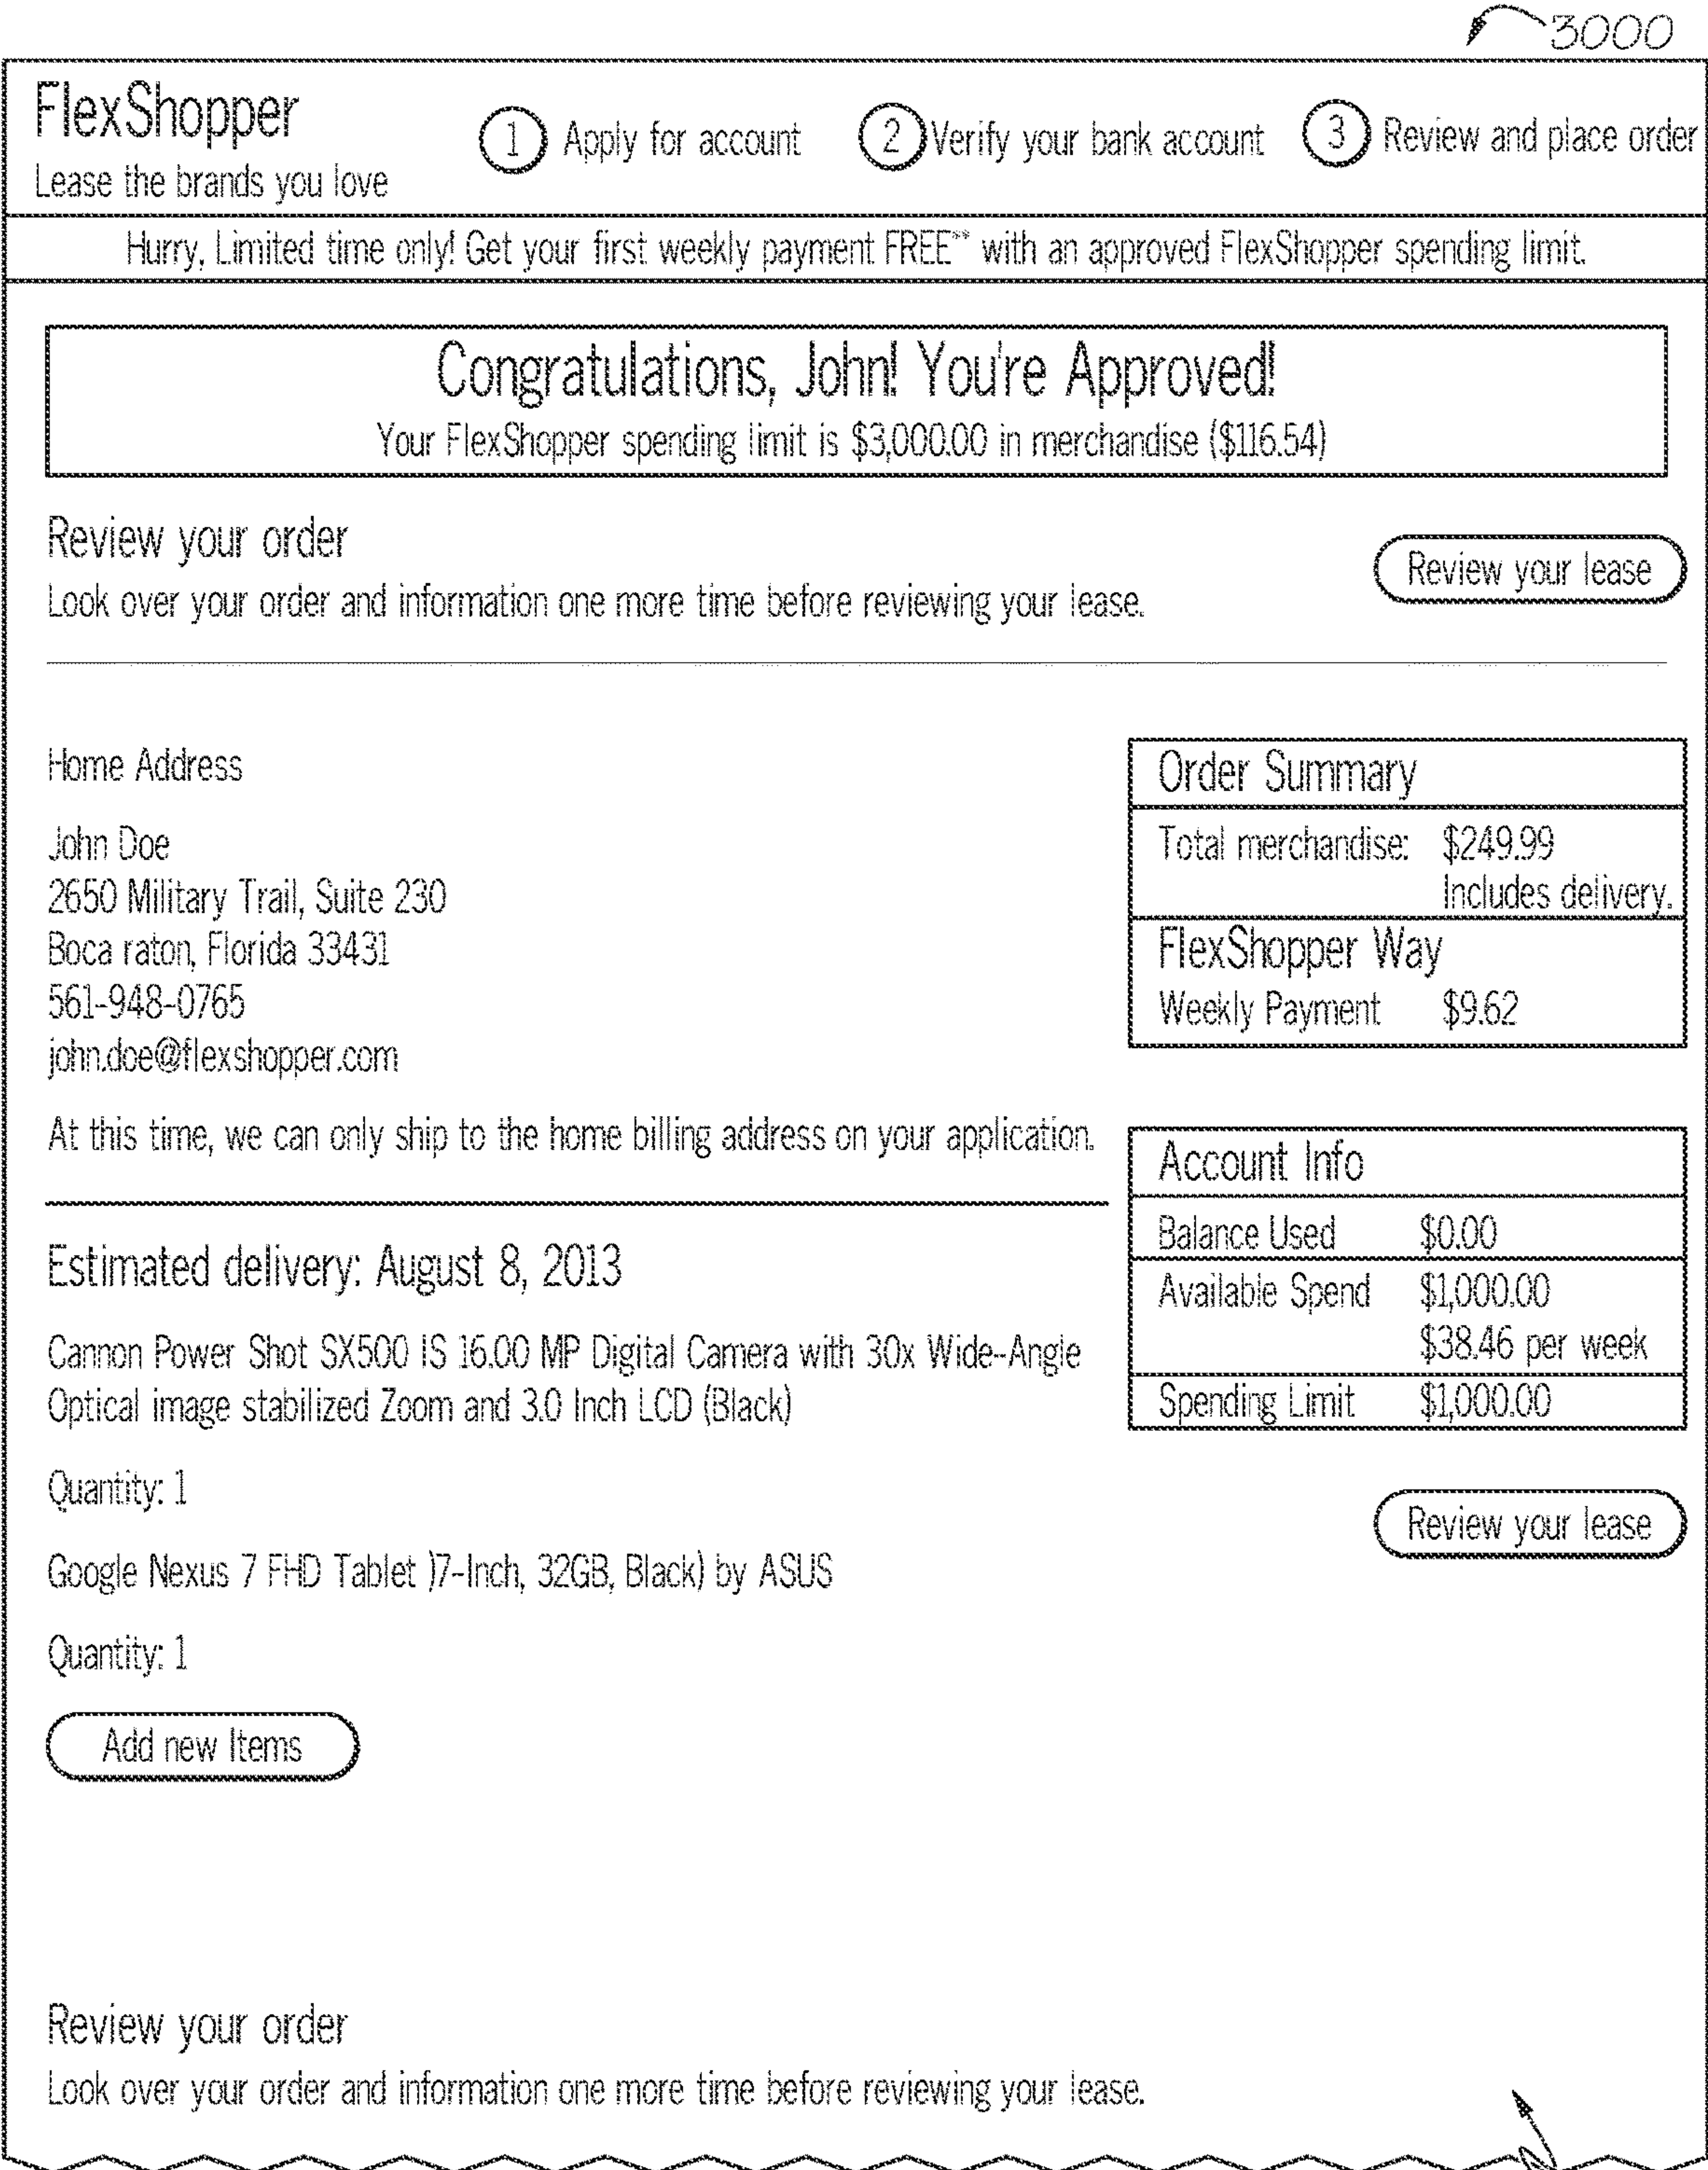 3000
FlexShopper
Lease the brands you love
1 Apply for account
2 Verify your bank account
3 Review and place order
Hurry, Limited time only! Get your first weekly payment FREE** with an approved FlexShopper spending limit.
Congratulations, John! You're Approved!
Your FlexShopper spending limit is $3,000.00 in merchandise ($116.54)
Review your order
Look over your order and information one more time before reviewing your lease.
Review your lease
Home Address
John Doe
2650 Military Trail, Suite 230
Boca raton, Florida 33431
561-948-0765
john.doe@flexshopper.com
At this time, we can only ship to the home billing address on your application.
Order Summary
Total merchandise: $249.99
Includes delivery.
FlexShopper Way
Weekly Payment $9.62
Account Info
Balance Used $0.00
Available Spend $1,000.00
$38.46 per week
Spending Limit $1,000.00
Review your lease
Estimated delivery: August 8, 2013
Cannon Power Shot SX500 IS 16.00 MP Digital Camera with 30x Wide-Angle
Optical image stabilized Zoom and 3.0 Inch LCD (Black)
Quantity: 1
Google Nexus 7 FHD Tablet )7-Inch, 32GB, Black) by ASUS
Quantity: 1
Add new Items
Review your order
Look over your order and information one more time before reviewing your lease.